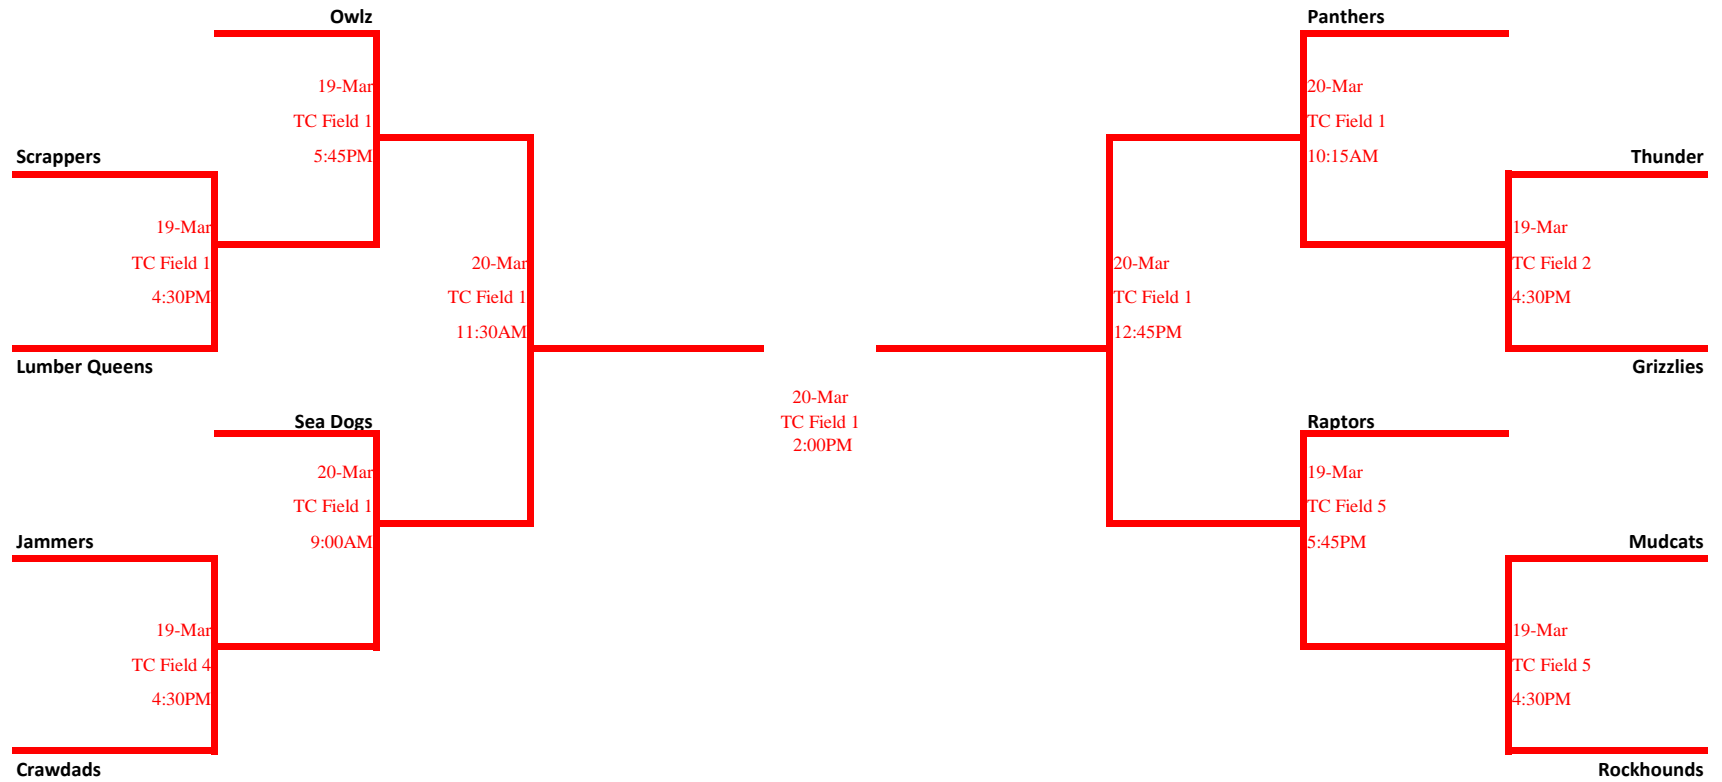 Owlz
19-Mar
TC Field 1
5:45PM
Scrappers
19-Mar
TC Field 1
4:30PM
Lumber Queens
20-Mar
TC Field 1
11:30AM
Sea Dogs
20-Mar
TC Field 1
9:00AM
Jammers
19-Mar
TC Field 4
4:30PM
Crawdads
20-Mar
TC Field 1
2:00PM
Panthers
20-Mar
TC Field 1
10:15AM
Thunder
19-Mar
TC Field 2
4:30PM
Grizzlies
20-Mar
TC Field 1
12:45PM
Raptors
19-Mar
TC Field 5
5:45PM
Mudcats
19-Mar
TC Field 5
4:30PM
Rockhounds